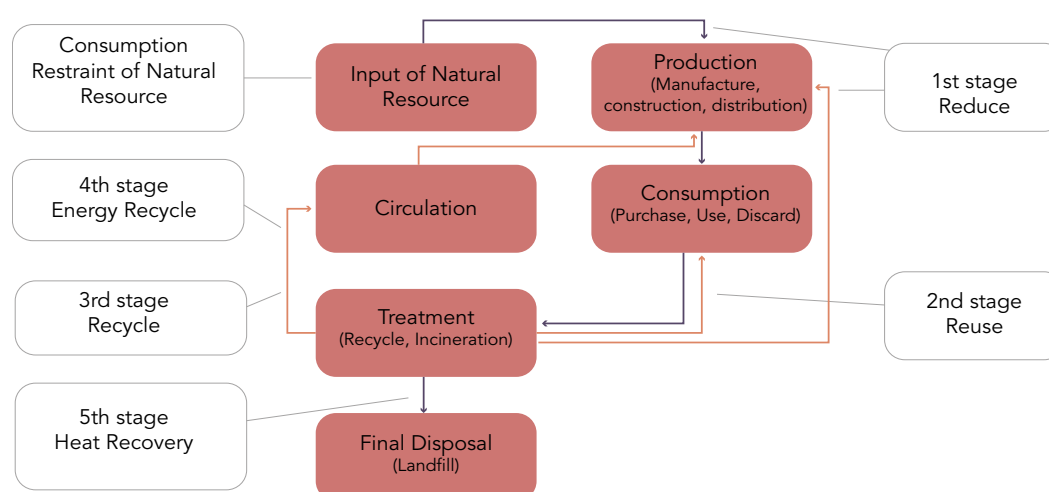 Consumption
Restraint of Natural
Resource
Input of Natural
Resource
Production
(Manufacture,
construction, distribution)
1st stage
Reduce
4th stage
Energy Recycle
Circulation
Consumption
(Purchase, Use, Discard)
3rd stage
Recycle
Treatment
(Recycle, Incineration)
2nd stage
Reuse
5th stage
Heat Recovery
Final Disposal
(Landfill)